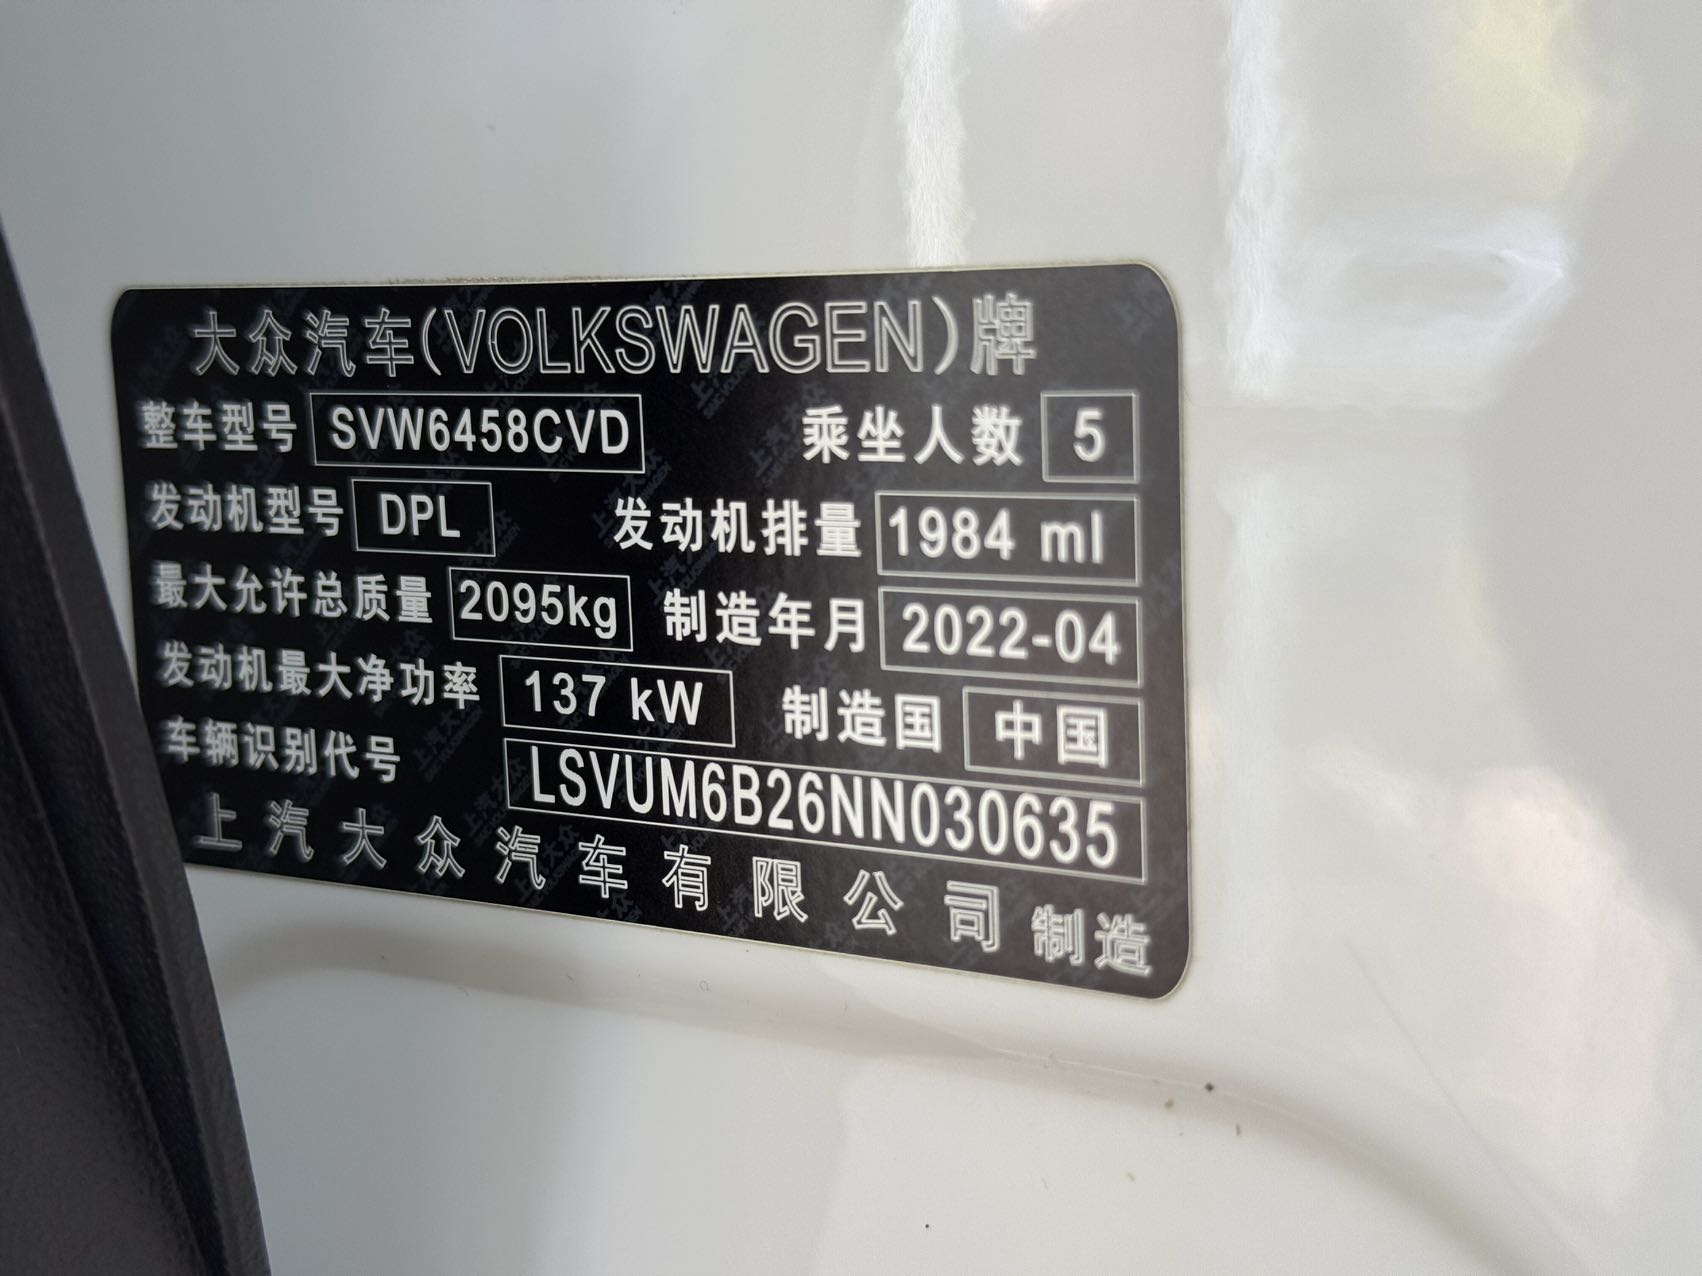 大众汽车(VOLKSWAGEN)牌
整车型号 SVW6458CVD 乘坐人数 5
发动机型号 DPL 发动机排量 1984 ml
最大允许总质量 2095kg 制造年月 2022-04
发动机最大净功率 137 kW 制造国 中国
车辆识别代号 LSVUM6B26NN030635
上汽大众汽车有限公司 制造